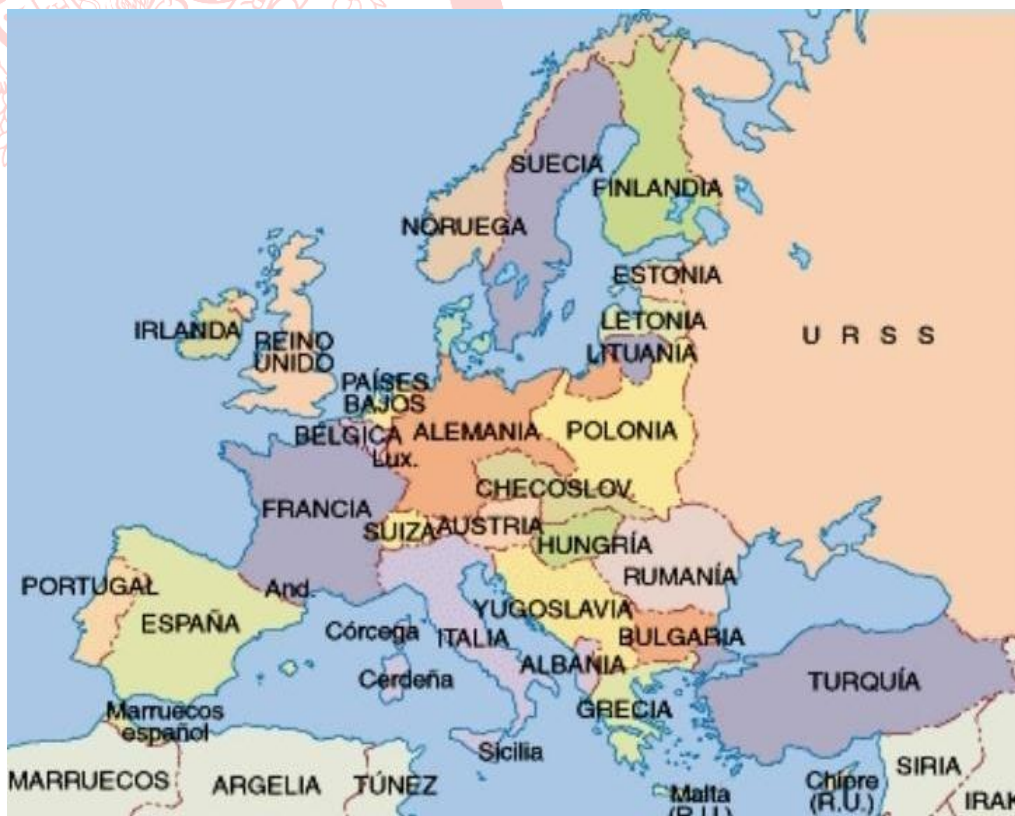 SUECIA
FINLANDIA
NORUEGA
ESTONIA
IRLANDA
REINO
UNIDO
LETONIA
URSS
LITUANIA
PAÍSES
BAJOS
BÉLGICA
ALEMANIA
POLONIA
Lux.
CHECOSLOV.
FRANCIA
SUIZA
AUSTRIA
HUNGRÍA
RUMANÍA
PORTUGAL
And.
ESPAÑA
Córcega
ITALIA
YUGOSLAVIA
BULGARIA
ALBANIA
Cerdeña
TURQUÍA
Marruecos
español
GRECIA
Sicilia
MARRUECOS
ARGELIA
TÚNEZ
Malta
(R.U.)
Chipre
(R.U.)
SIRIA
IRAK